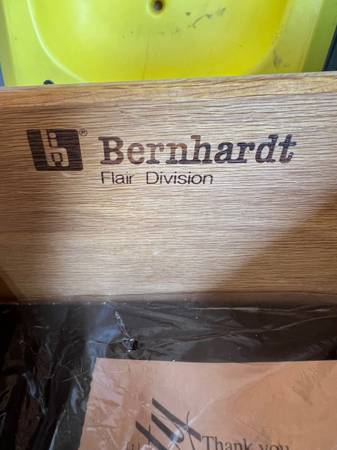 ® Bernhardt
Flair Division
Thank you